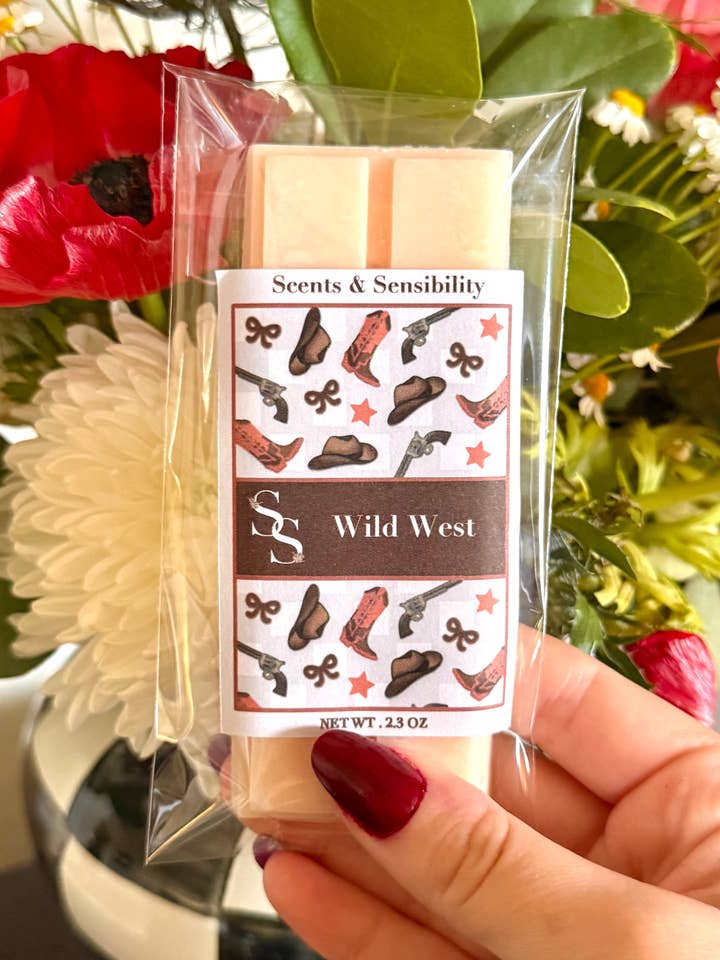 Scents & Sensibility
SS
Wild West
NET WT . 2.3 OZ